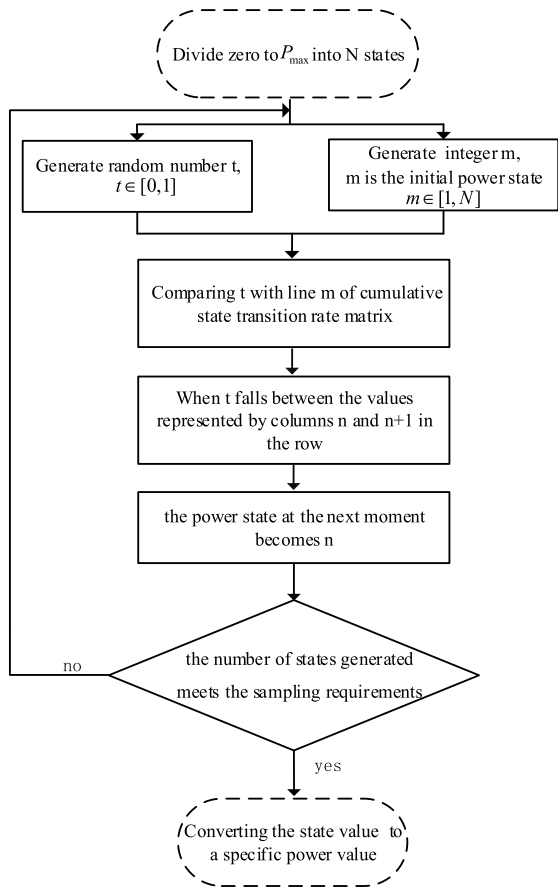 Divide zero to P_max into N states
Generate random number t,
t ∈ [0,1]
Generate integer m,
m is the initial power state
m ∈ [1, N]
Comparing t with line m of cumulative
state transition rate matrix
When t falls between the values
represented by columns n and n+1 in
the row
the power state at the next moment
becomes n
the number of states generated
meets the sampling requirements
no
yes
Converting the state value to
a specific power value